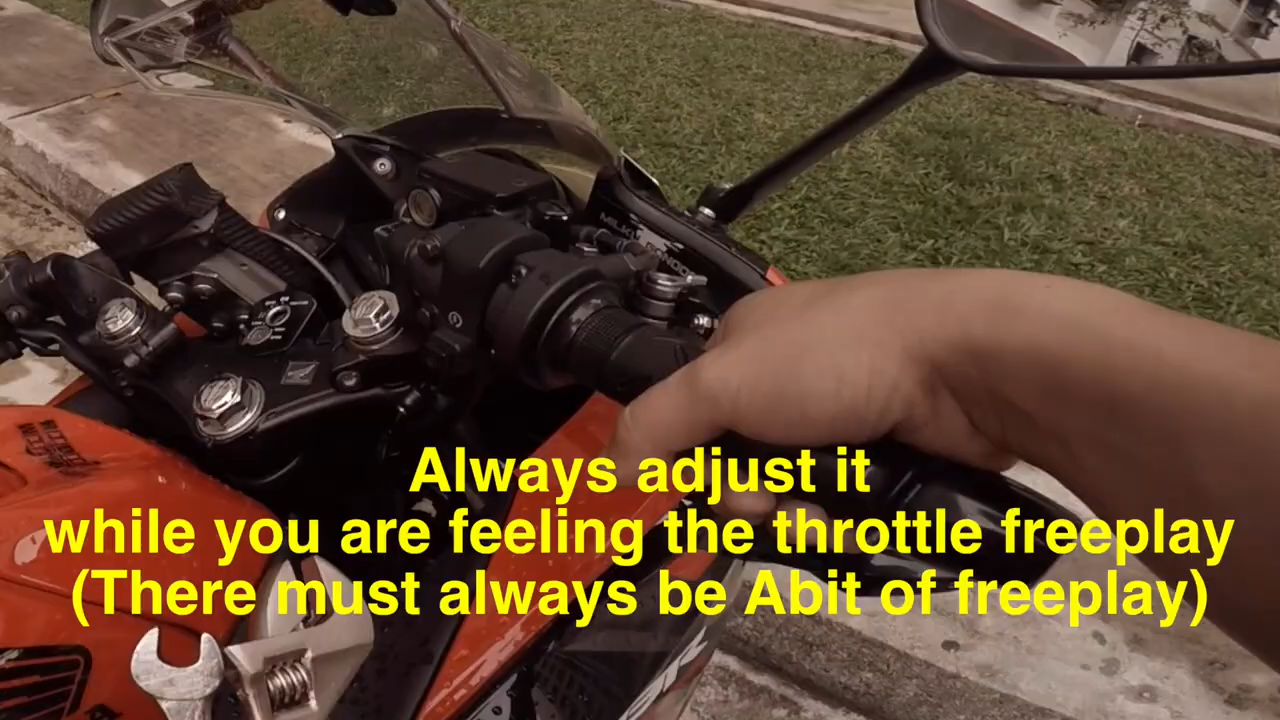 Always adjust it
while you are feeling the throttle freeplay
(There must always be Abit of freeplay)